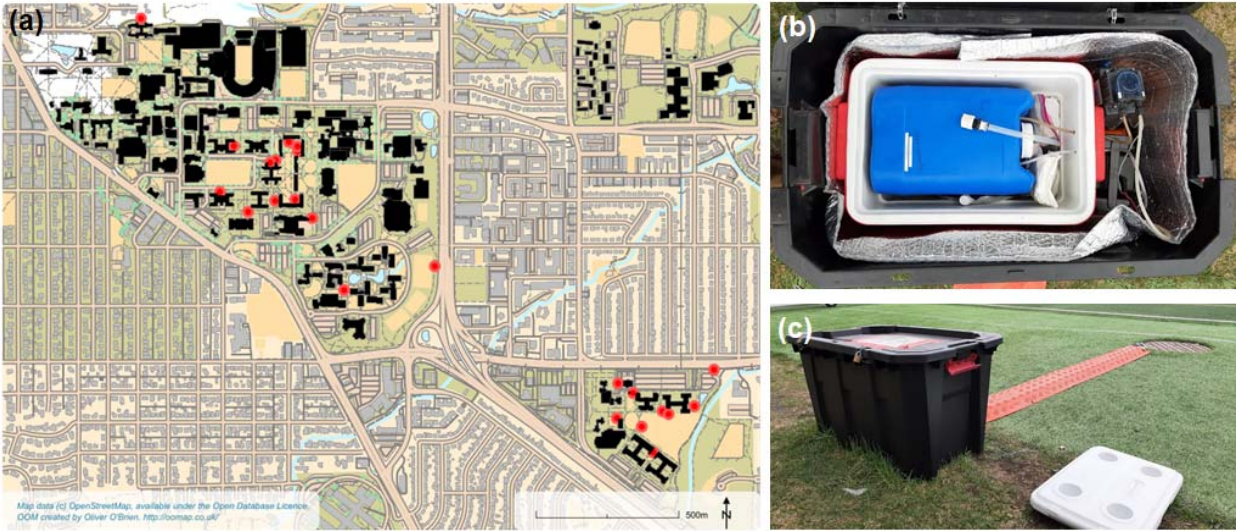 (a)
(b)
(c)
Map data (c) OpenStreetMap, available under the Open Database Licence.
OOM created by Oliver O'Brien. http://oomap.co.uk/
500m
N